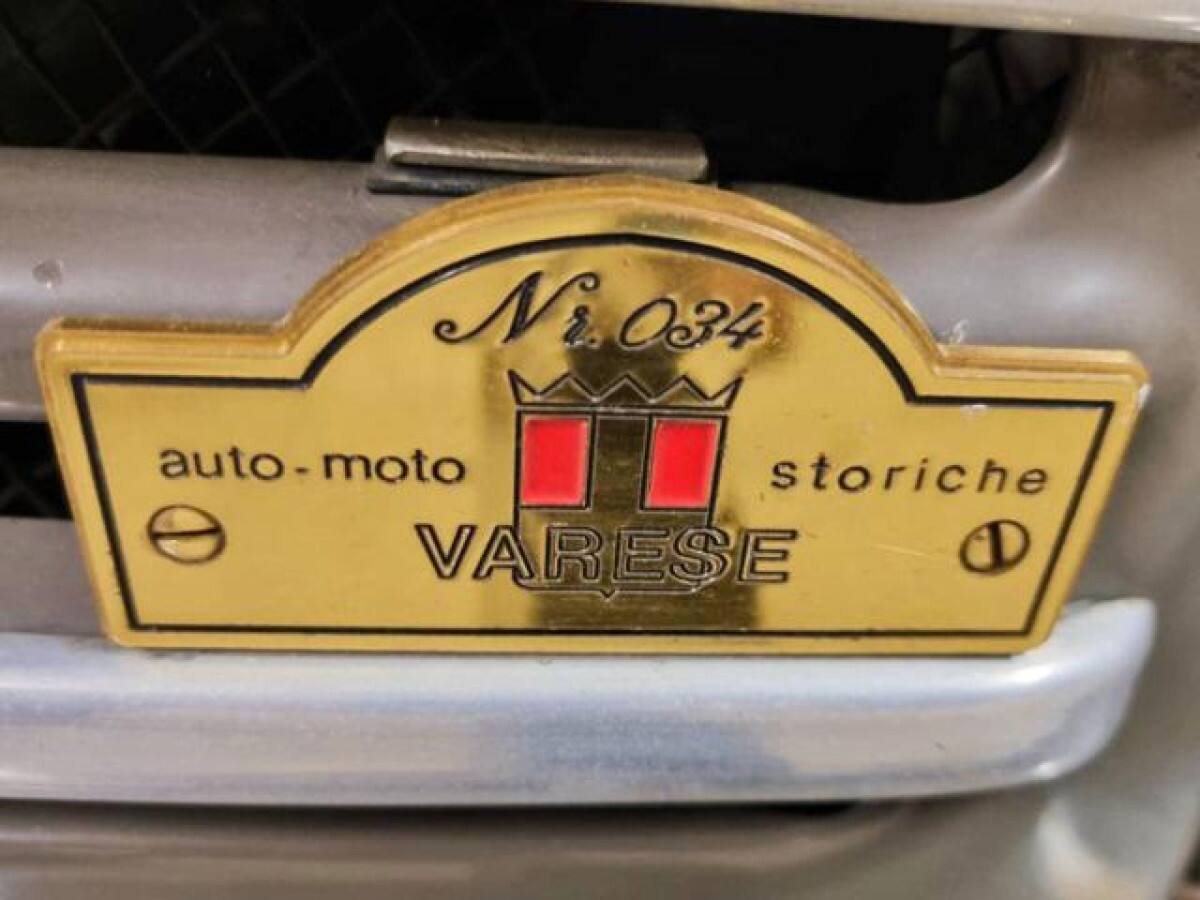 Nr. 034
auto-moto storiche
VARESE